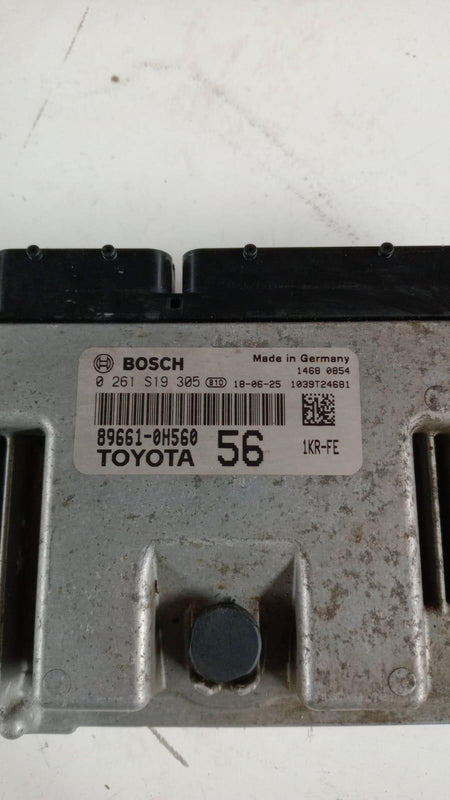 BOSCH
Made in Germany
1468 0854
0 261 S19 305 B10 18-06-25 1039T24681
89661-0H560
TOYOTA 56 1KR-FE